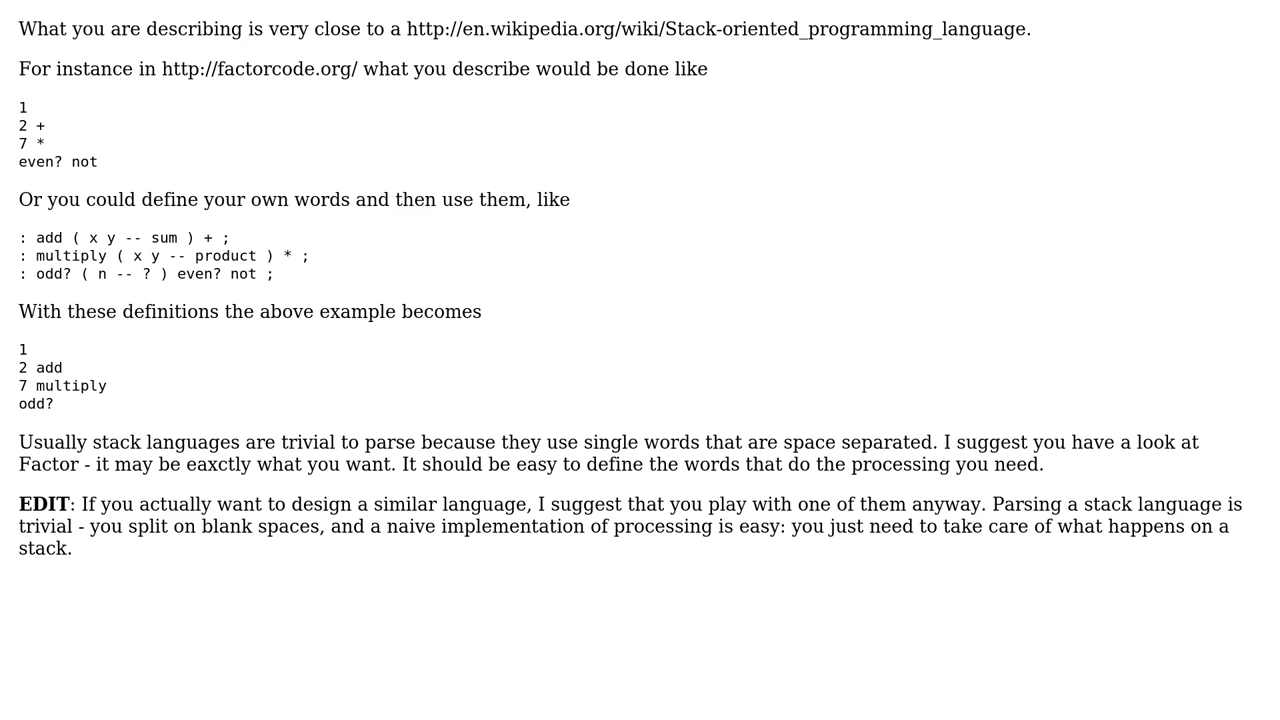 What you are describing is very close to a http://en.wikipedia.org/wiki/Stack-oriented_programming_language.
For instance in http://factorcode.org/ what you describe would be done like
1
2 +
7 *
even? not
Or you could define your own words and then use them, like
: add ( x y -- sum ) + ;
: multiply ( x y -- product ) * ;
: odd? ( n -- ? ) even? not ;
With these definitions the above example becomes
1
2 add
7 multiply
odd?
Usually stack languages are trivial to parse because they use single words that are space separated. I suggest you have a look at
Factor - it may be eaxctly what you want. It should be easy to define the words that do the processing you need.
EDIT: If you actually want to design a similar language, I suggest that you play with one of them anyway. Parsing a stack language is
trivial - you split on blank spaces, and a naive implementation of processing is easy: you just need to take care of what happens on a
stack.